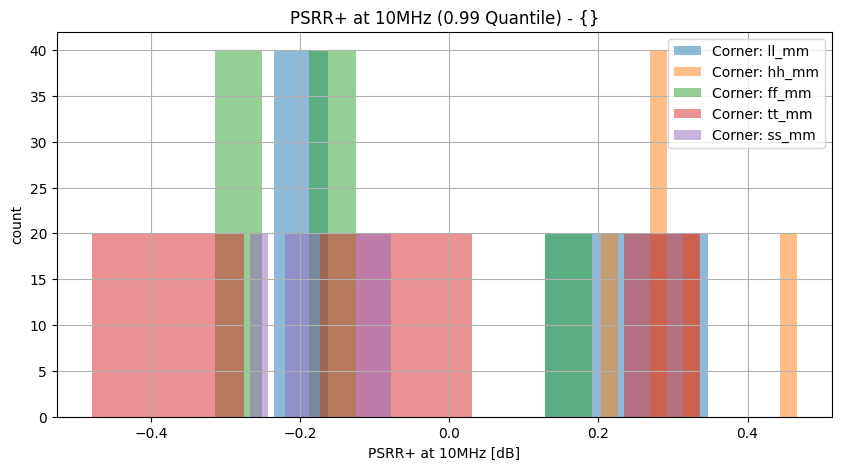 PSRR+ at 10MHz (0.99 Quantile) - {}
Corner: ll_mm
Corner: hh_mm
Corner: ff_mm
Corner: tt_mm
Corner: ss_mm
count
40
35
30
25
20
15
10
5
0
−0.4
−0.2
0.0
0.2
0.4
PSRR+ at 10MHz [dB]